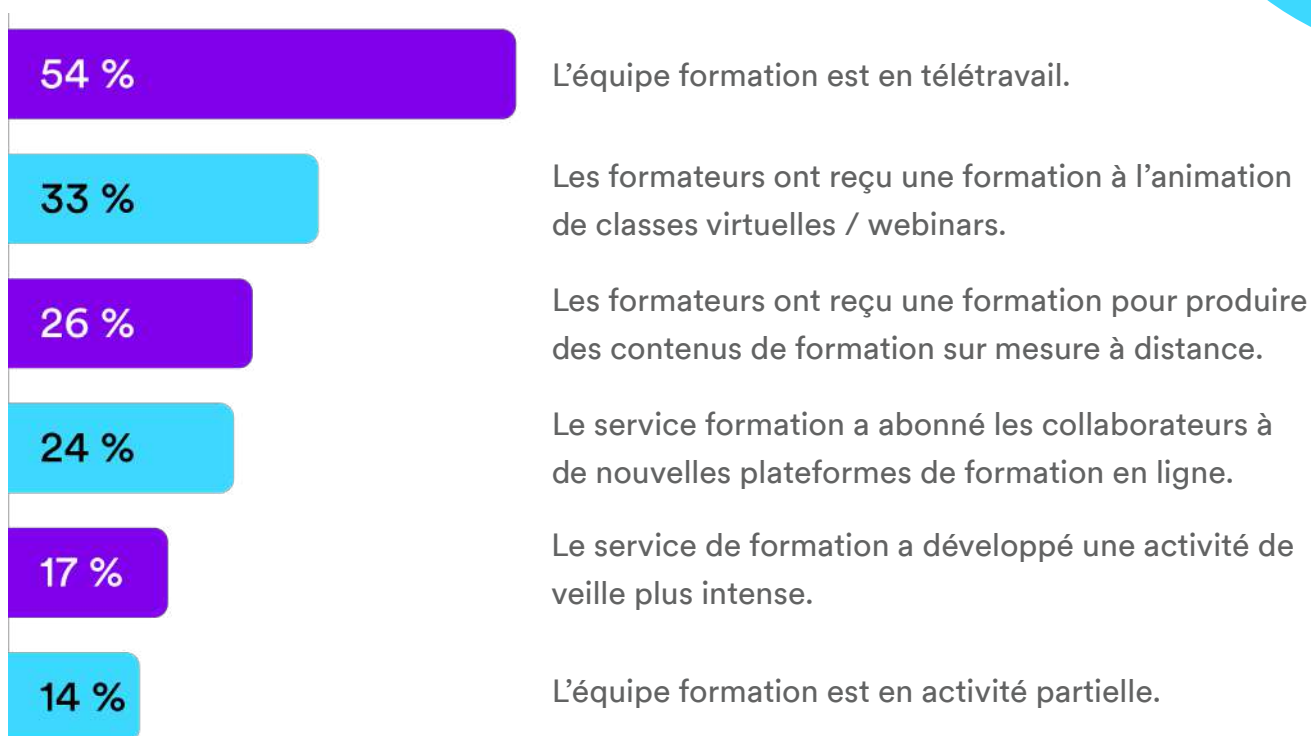 54 %
L’équipe formation est en télétravail.
33 %
Les formateurs ont reçu une formation à l’animation
de classes virtuelles / webinars.
26 %
Les formateurs ont reçu une formation pour produire
des contenus de formation sur mesure à distance.
24 %
Le service formation a abonné les collaborateurs à
de nouvelles plateformes de formation en ligne.
17 %
Le service de formation a développé une activité de
veille plus intense.
14 %
L’équipe formation est en activité partielle.